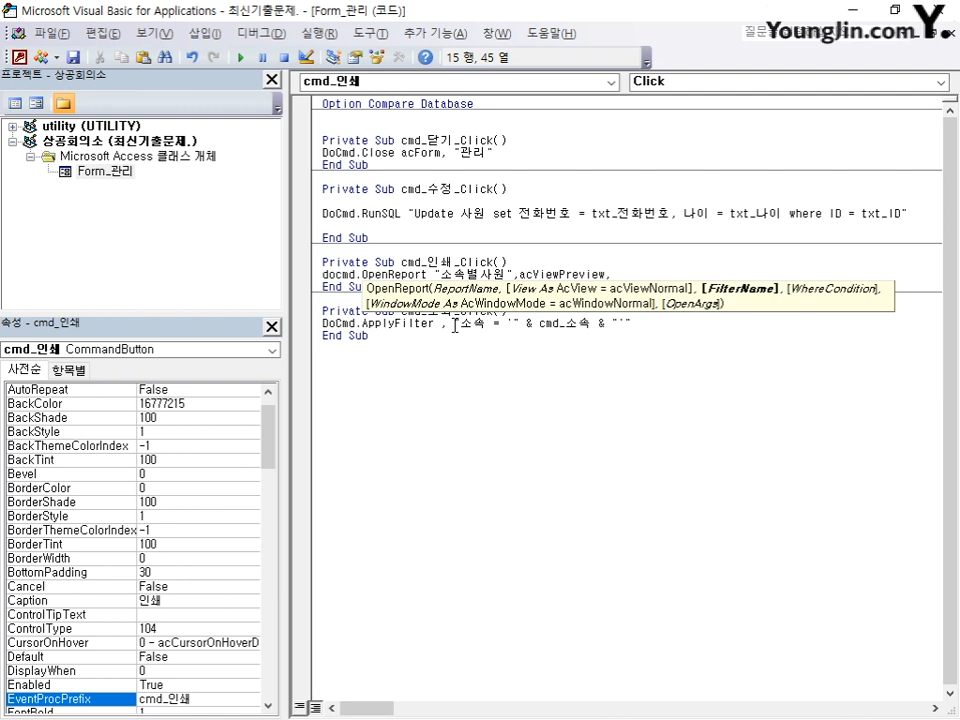 Microsoft Visual Basic for Applications - 최신기출문제. - [Form_관리 (코드)]
Younglin.com Y.
파일(F) 편집(E) 보기(V) 삽입(I) 디버그(D) 실행(R) 도구(T) 추가 기능(A) 창(W) 도움말(H)
15 행, 45 열
프로젝트 - 상공회의소
cmd_인쇄
Click
utility (UTILITY)
상공회의소 (최신기출문제.)
Microsoft Access 클래스 개체
Form_관리
Option Compare Database
Private Sub cmd_닫기_Click()
DoCmd.Close acForm, "관리"
End Sub
Private Sub cmd_수정_Click()
DoCmd.RunSQL "Update 사원 set 전화번호 = txt_전화번호, 나이 = txt_나이 where ID = txt_ID"
End Sub
Private Sub cmd_인쇄_Click()
docmd.OpenReport "소속별사원",acViewPreview,
OpenReport(ReportName, [View As AcView = acViewNormal], [FilterName], [WhereCondition],
[WindowMode As AcWindowMode = acWindowNormal], [OpenArgs])
End Su
Private Sub
DoCmd.ApplyFilter , "소속 = '" & cmd_소속 & "'"
End Sub
속성 - cmd_인쇄
cmd_인쇄 CommandButton
사전순 항목별
AutoRepeat False
BackColor 16777215
BackShade 100
BackStyle 1
BackThemeColorIndex -1
BackTint 100
Bevel 0
BorderColor 0
BorderShade 100
BorderStyle 1
BorderThemeColorIndex -1
BorderTint 100
BorderWidth 0
BottomPadding 30
Cancel False
Caption 인쇄
ControlTipText
ControlType 104
CursorOnHover 0 - acCursorOnHoverD
Default False
DisplayWhen 0
Enabled True
EventProcPrefix cmd_인쇄
FontBold 1